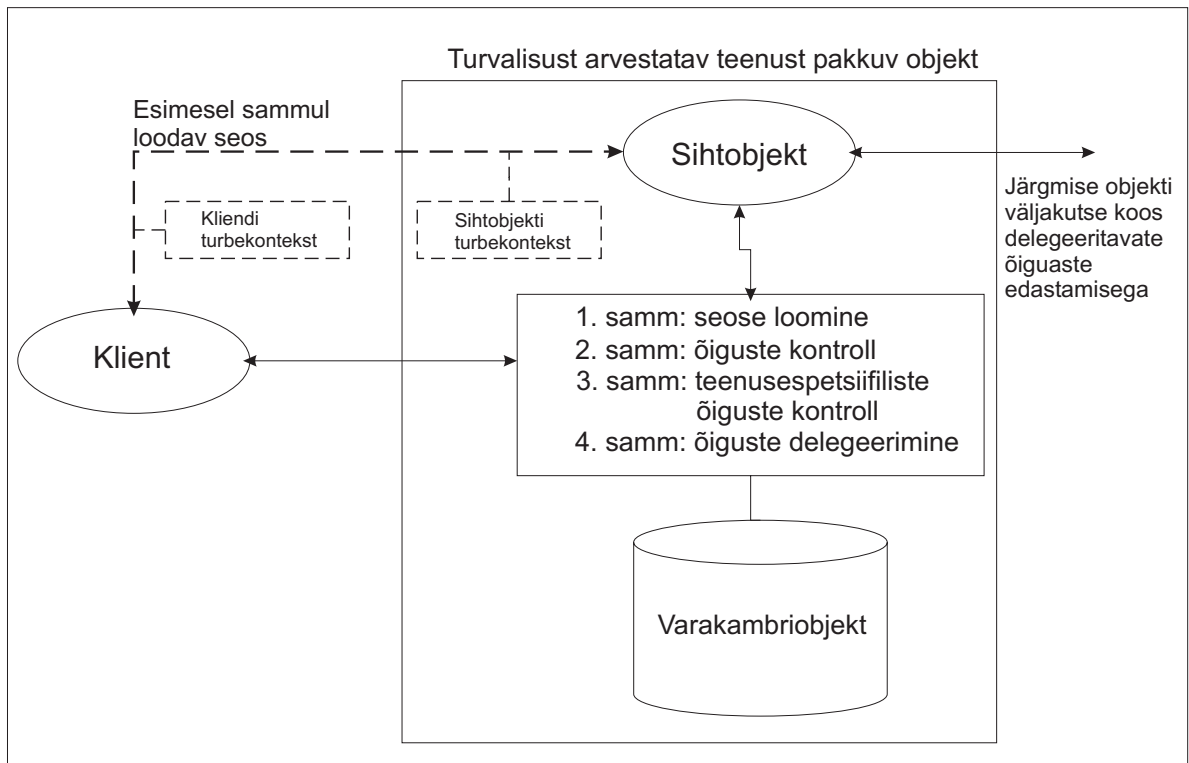 Turvalisust arvestatav teenust pakkuv objekt
Esimesel sammul
loodav seos
Sihtobjekt
Kliendi
turbekontekst
Sihtobjekti
turbekontekst
Järgmise objekti
väljakutse koos
delegeeritavate
õiguaste
edastamisega
Klient
1. samm: seose loomine
2. samm: õiguste kontroll
3. samm: teenusespetsiifiliste
õiguste kontroll
4. samm: õiguste delegeerimine
Varakambriobjekt